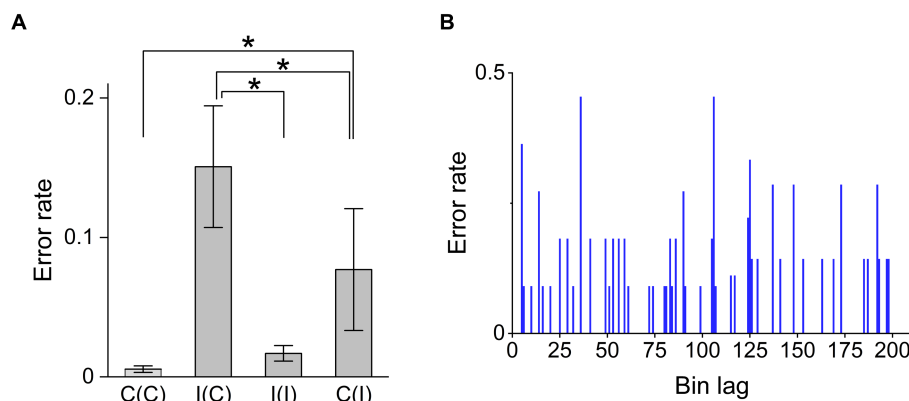 A
Error rate
0.2
0.1
0
C(C) I(C) I(I) C(I)
* * *
B
Error rate
0.5
0
0 25 50 75 100 125 150 175 200
Bin lag